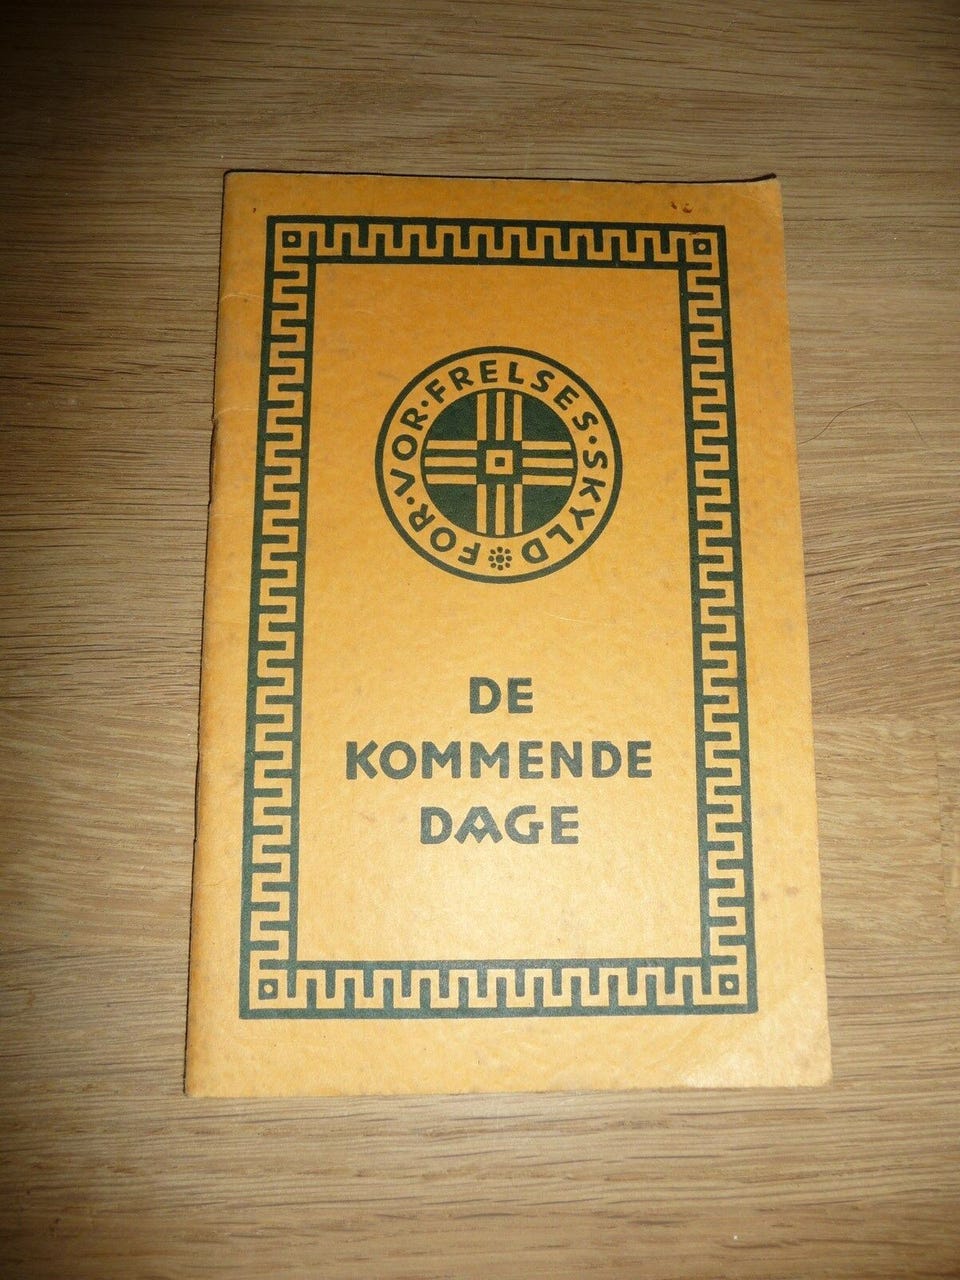 FOR·VOR·FRELSES·SKYLD
DE
KOMMENDE
DAGE